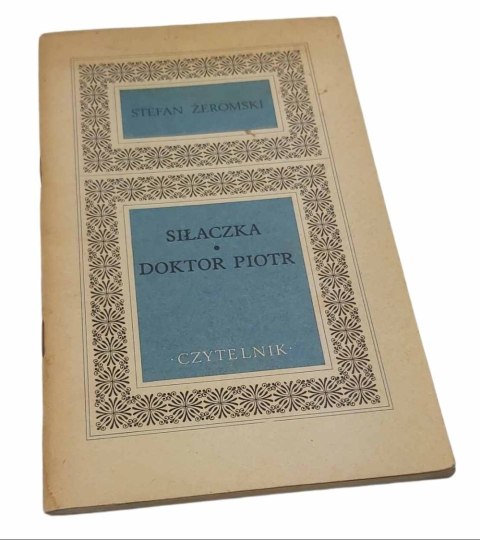 STEFAN ŻEROMSKI
SIŁACZKA
•
DOKTOR PIOTR
·CZYTELNIK·